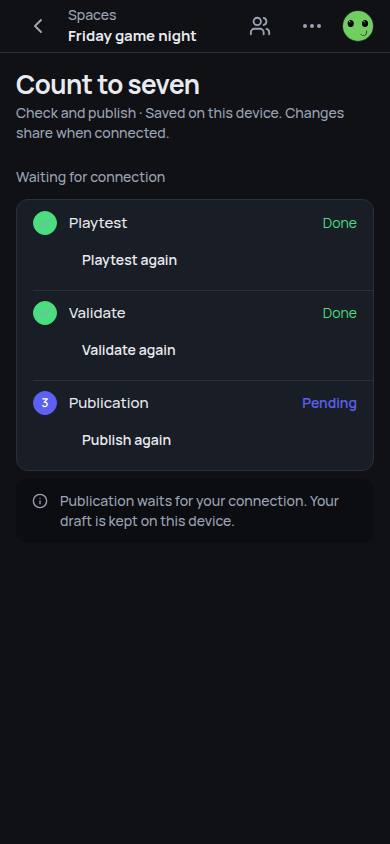 Spaces
Friday game night
Count to seven
Check and publish · Saved on this device. Changes
share when connected.
Waiting for connection
Playtest
Done
Playtest again
Validate
Done
Validate again
3
Publication
Pending
Publish again
Publication waits for your connection. Your
draft is kept on this device.